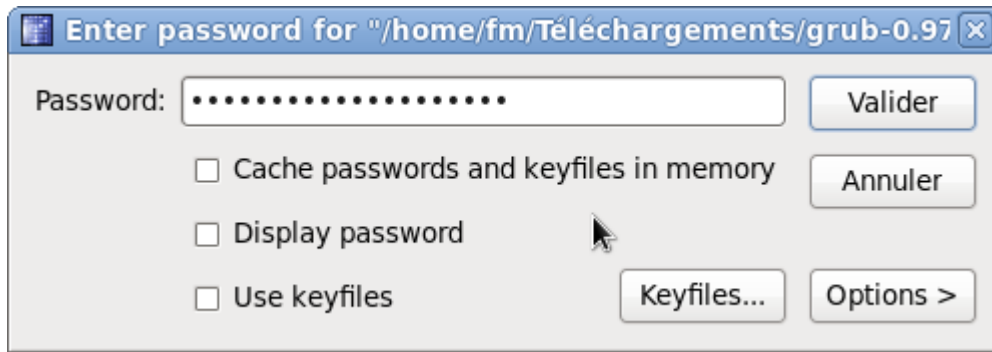 Enter password for "/home/fm/Téléchargements/grub-0.97
Password: ••••••••••••••••••••• Valider
Cache passwords and keyfiles in memory Annuler
Display password
Use keyfiles Keyfiles... Options >